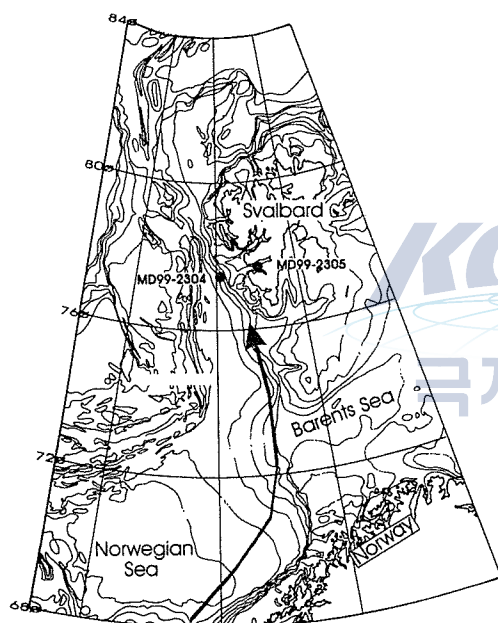 84°
80°
Svalbard
MD99-2304
MD99-2305
76°
Barents Sea
72°
Norwegian
Sea
Norway
68°